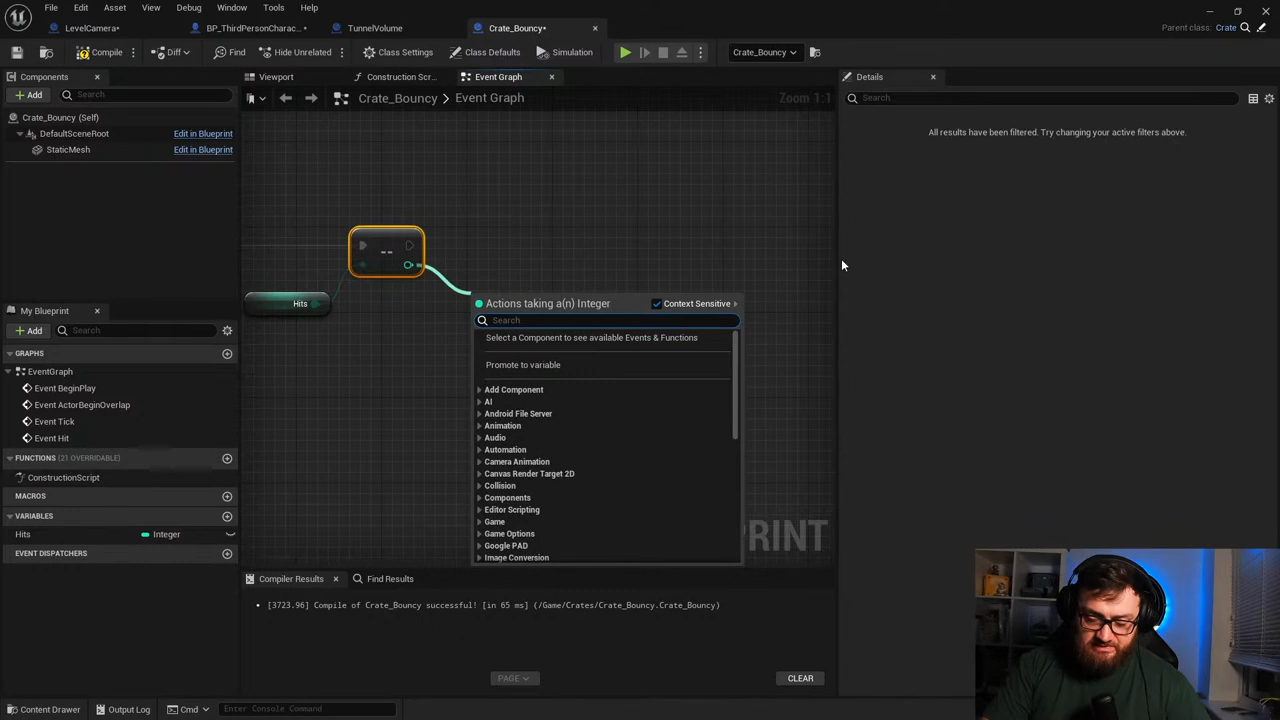 File Edit Asset View Debug Window Tools Help
LevelCamera* BP_ThirdPersonCharac...* TunnelVolume Crate_Bouncy* Parent class: Crate
Compile Diff Find Hide Unrelated Class Settings Class Defaults Simulation Crate_Bouncy
Components Viewport Construction Scr... Event Graph Details
Add Search Crate_Bouncy > Event Graph Zoom 1:1 Search
Crate_Bouncy (Self)
DefaultSceneRoot Edit in Blueprint All results have been filtered. Try changing your active filters above.
StaticMesh Edit in Blueprint
--
Hits Actions taking a(n) Integer Context Sensitive
My Blueprint Search
Add Search Select a Component to see available Events & Functions
GRAPHS
EventGraph Promote to variable
Event BeginPlay Add Component
Event ActorBeginOverlap AI
Event Tick Android File Server
Event Hit Animation
Audio
Automation
FUNCTIONS (21 OVERRIDABLE) Camera Animation
ConstructionScript Canvas Render Target 2D
Collision
MACROS Components
VARIABLES Editor Scripting
Game
Hits Integer Game Options
Google PAD
EVENT DISPATCHERS Image Conversion
PRINT
Compiler Results Find Results
[3723.96] Compile of Crate_Bouncy successful! [in 65 ms] (/Game/Crates/Crate_Bouncy.Crate_Bouncy)
PAGE CLEAR
Content Drawer Output Log Cmd Enter Console Command